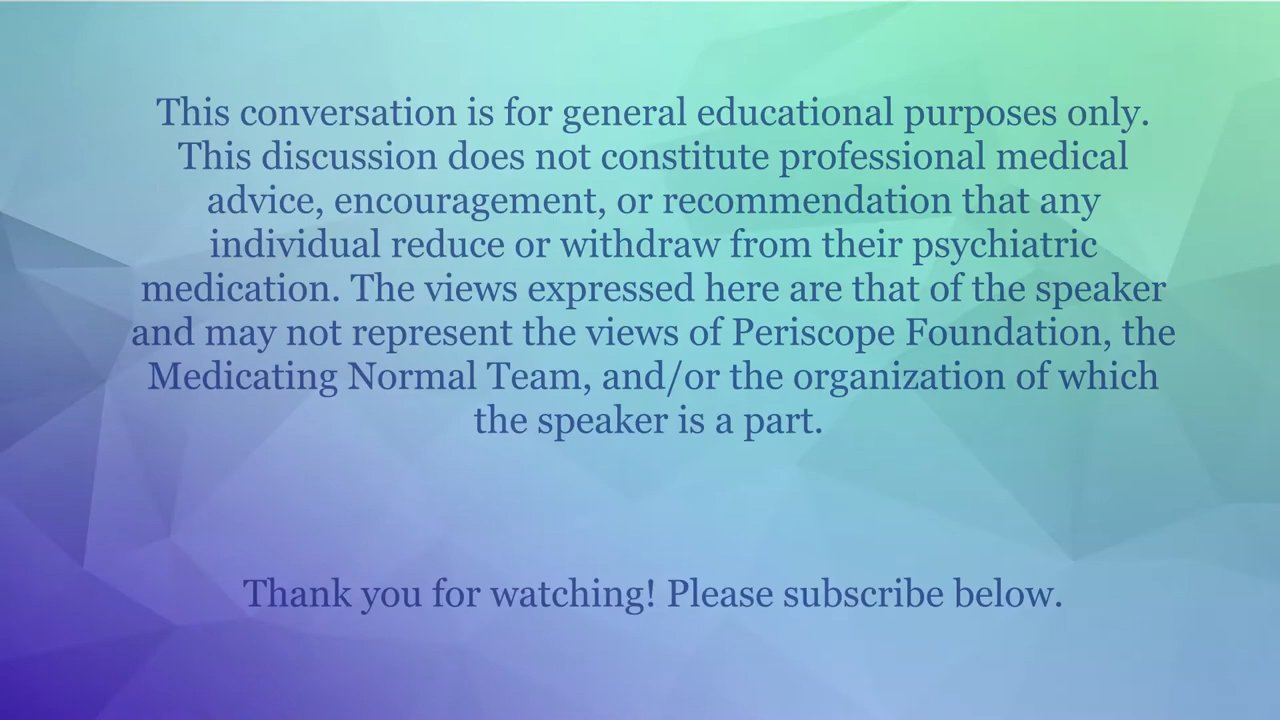 This conversation is for general educational purposes only.
This discussion does not constitute professional medical
advice, encouragement, or recommendation that any
individual reduce or withdraw from their psychiatric
medication. The views expressed here are that of the speaker
and may not represent the views of Periscope Foundation, the
Medicating Normal Team, and/or the organization of which
the speaker is a part.
Thank you for watching! Please subscribe below.